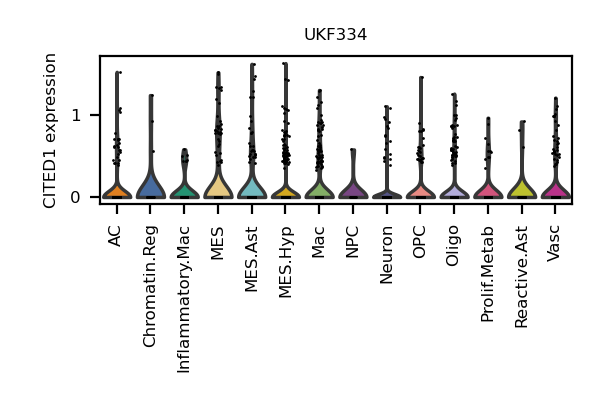 UKF334
CITED1 expression
1
0
AC
Chromatin.Reg
Inflammatory.Mac
MES
MES.Ast
MES.Hyp
Mac
NPC
Neuron
OPC
Oligo
Prolif.Metab
Reactive.Ast
Vasc